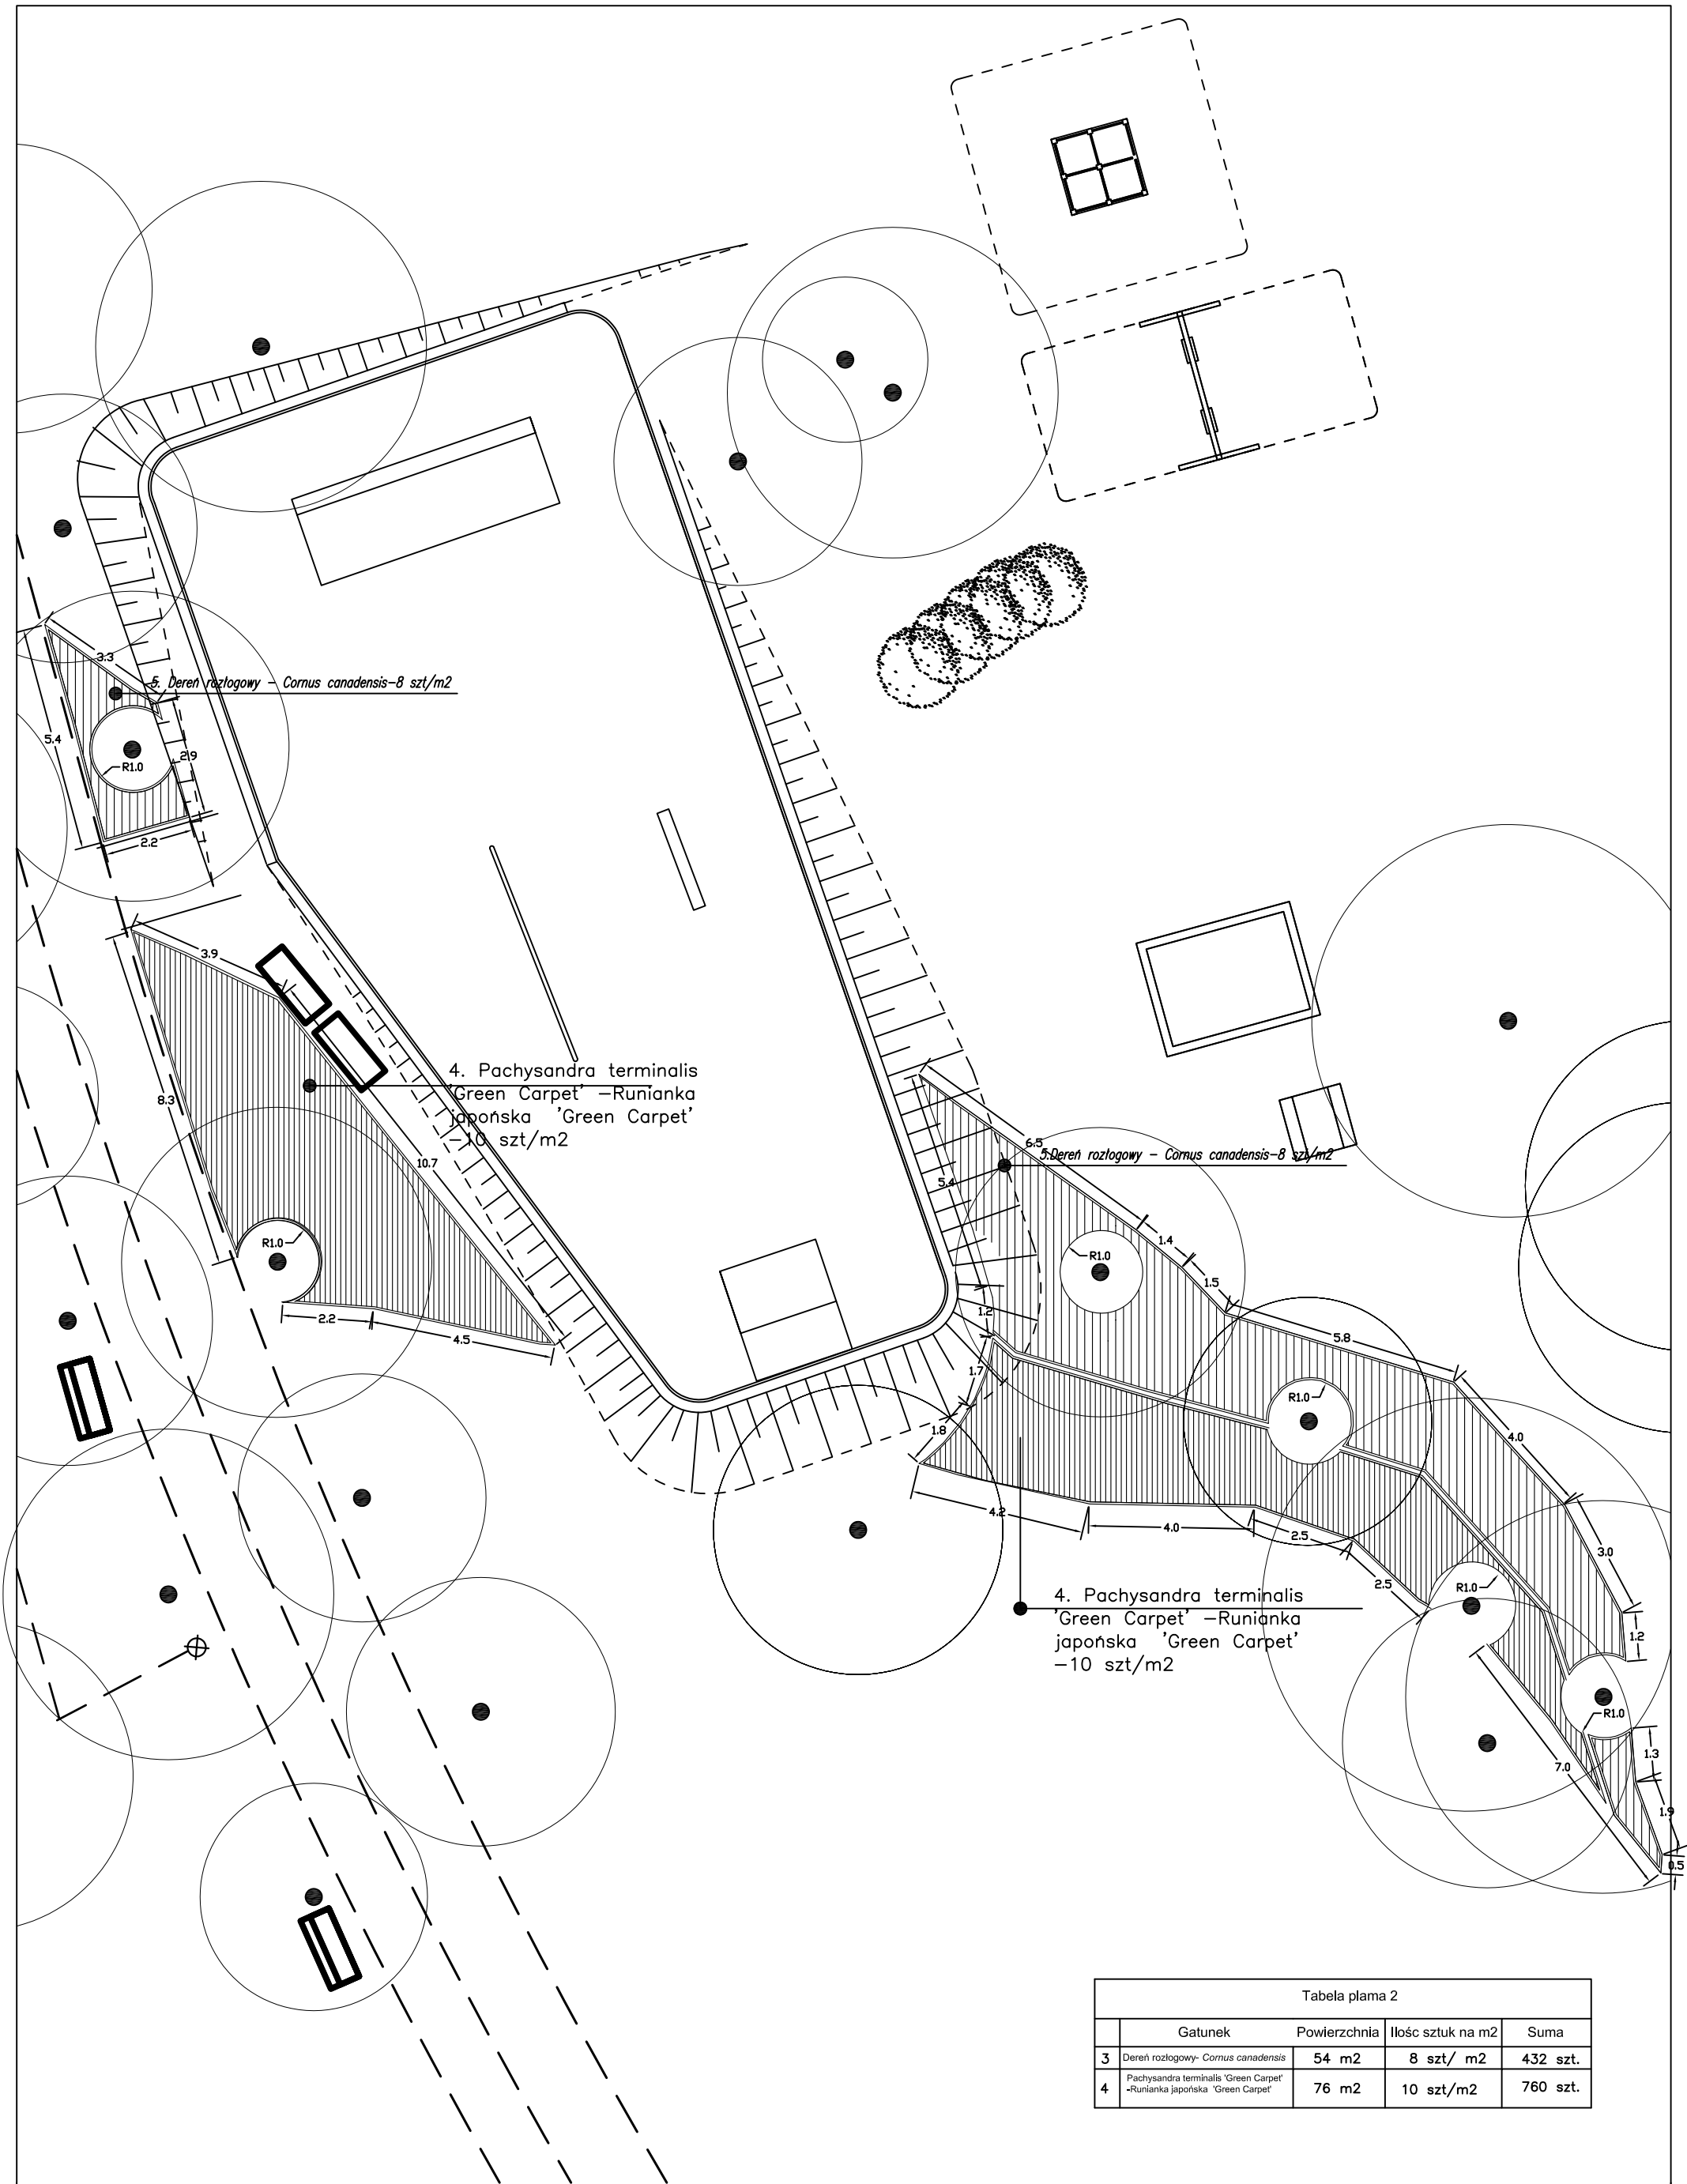 3.3
5. Dereń rozłogowy – Cornus canadensis–8 szt/m2
5.4
2.9
R1.0
2.2
3.9
4. Pachysandra terminalis
'Green Carpet' –Runianka
japońska 'Green Carpet'
–10 szt/m2
8.3
10.7
R1.0
2.2
4.5
6.5
5.Dereń rozłogowy – Cornus canadensis–8 szt/m2
5.4
1.4
R1.0
1.5
1.2
5.8
1.7
R1.0
1.8
4.0
4.2
4.0
2.5
3.0
2.5
R1.0
4. Pachysandra terminalis
'Green Carpet' –Runianka
japońska 'Green Carpet'
–10 szt/m2
1.2
R1.0
1.3
7.0
1.9
0.5
Tabela plama 2
Gatunek Powierzchnia Ilośc sztuk na m2 Suma
3 Dereń rozłogowy- Cornus canadensis 54 m2 8 szt/ m2 432 szt.
4 Pachysandra terminalis 'Green Carpet'
-Runianka japońska 'Green Carpet' 76 m2 10 szt/m2 760 szt.